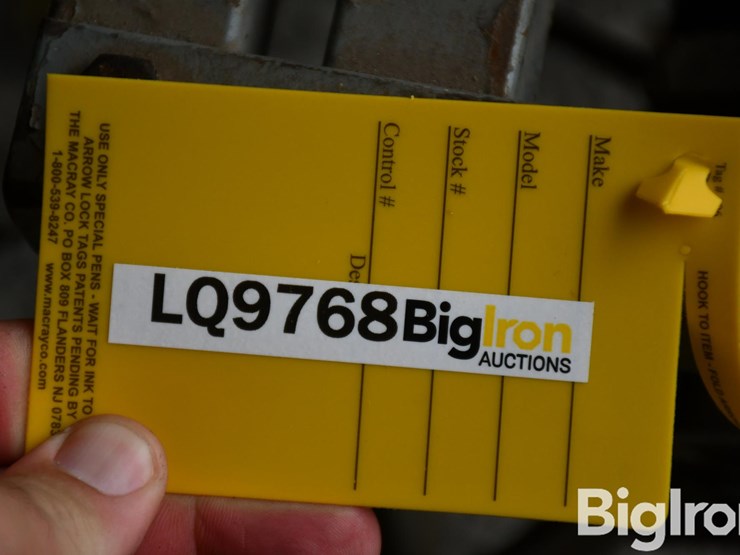 LQ9768 BigIron
AUCTIONS
Make
Model
Stock #
Control #
USE ONLY SPECIAL PENS - WAIT FOR INK TO
ARROW LOCK TAGS PATENTS PENDING BY
THE MACRAY CO. PO BOX 809 FLANDERS NJ
1-800-539-8247 www.macrayco.com
Tag #
HOOK TO ITEM - FOLD
BigIron